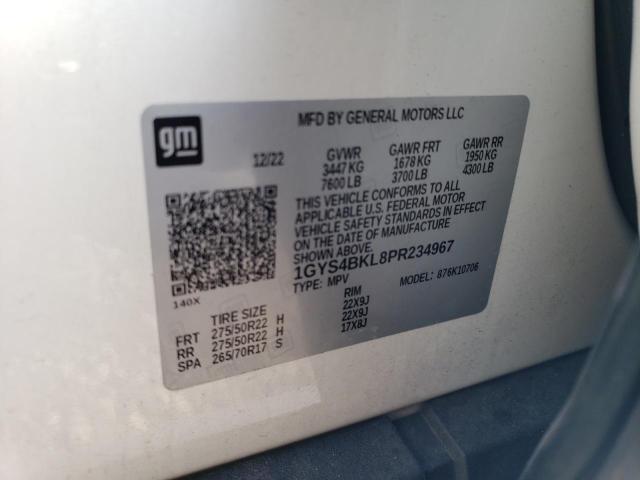 gm
MFD BY GENERAL MOTORS LLC
12/22
GVWR GAWR FRT GAWR RR
3447 KG 1678 KG 1950 KG
7600 LB 3700 LB 4300 LB
THIS VEHICLE CONFORMS TO ALL
APPLICABLE U.S. FEDERAL MOTOR
VEHICLE SAFETY STANDARDS IN EFFECT
ON THE DATE OF MANUFACTURE
SHOWN ABOVE.
1GYS4BKL8PR234967
TYPE: MPV MODEL: 876K10706
140X
TIRE SIZE RIM
FRT 275/50R22 H 22X9J
RR 275/50R22 H 22X9J
SPA 265/70R17 S 17X8J